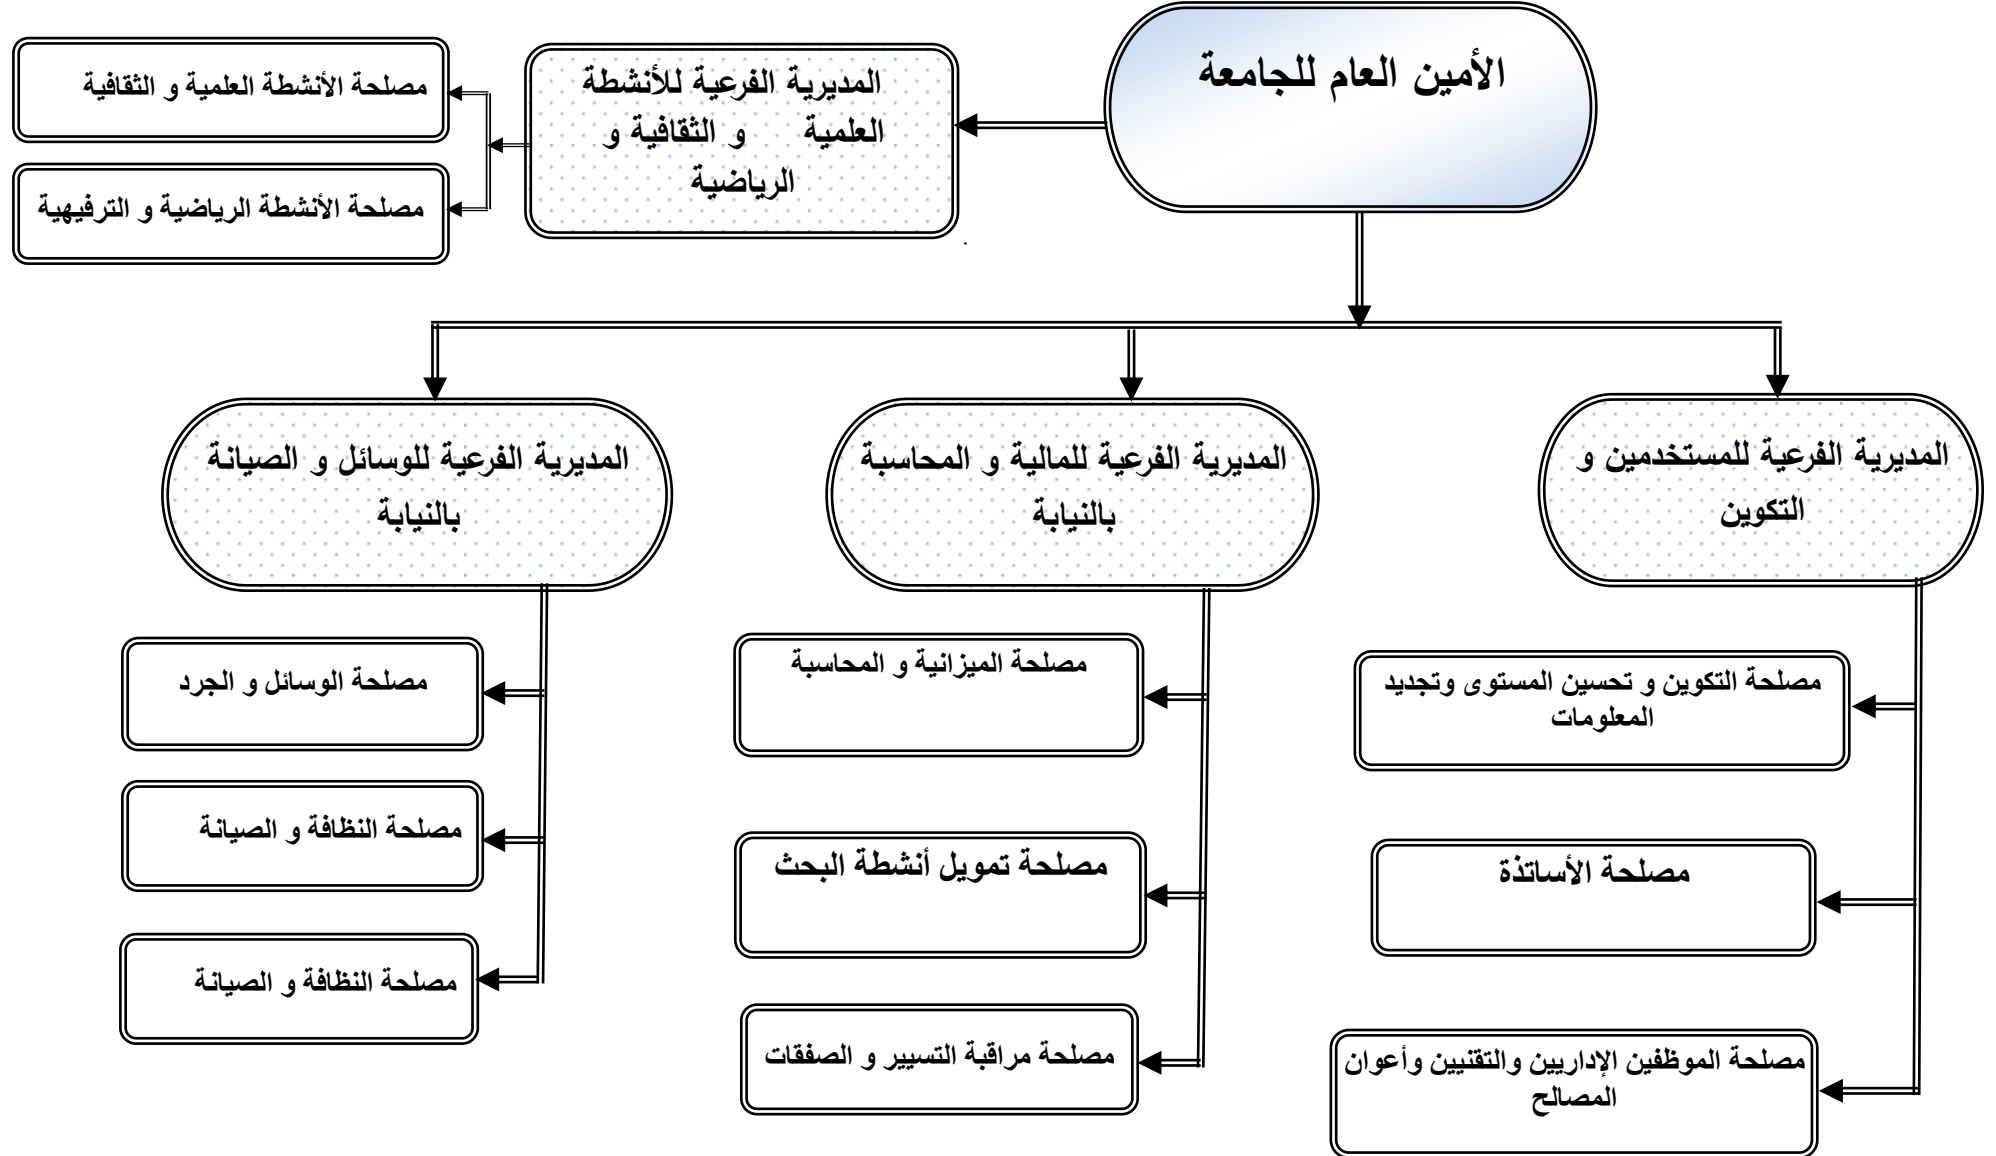 الأمين العام للجامعة
المديرية الفرعية للأنشطة
العلمية و الثقافية و
الرياضية
مصلحة الأنشطة العلمية و الثقافية
مصلحة الأنشطة الرياضية و الترفيهية
المديرية الفرعية للمستخدمين و
التكوين
مصلحة التكوين و تحسين المستوى وتجديد
المعلومات
مصلحة الأساتذة
مصلحة الموظفين الإداريين والتقنيين وأعوان
المصالح
المديرية الفرعية للمالية و المحاسبة
بالنيابة
مصلحة الميزانية و المحاسبة
مصلحة تمويل أنشطة البحث
مصلحة مراقبة التسيير و الصفقات
المديرية الفرعية للوسائل و الصيانة
بالنيابة
مصلحة الوسائل و الجرد
مصلحة النظافة و الصيانة
مصلحة النظافة و الصيانة